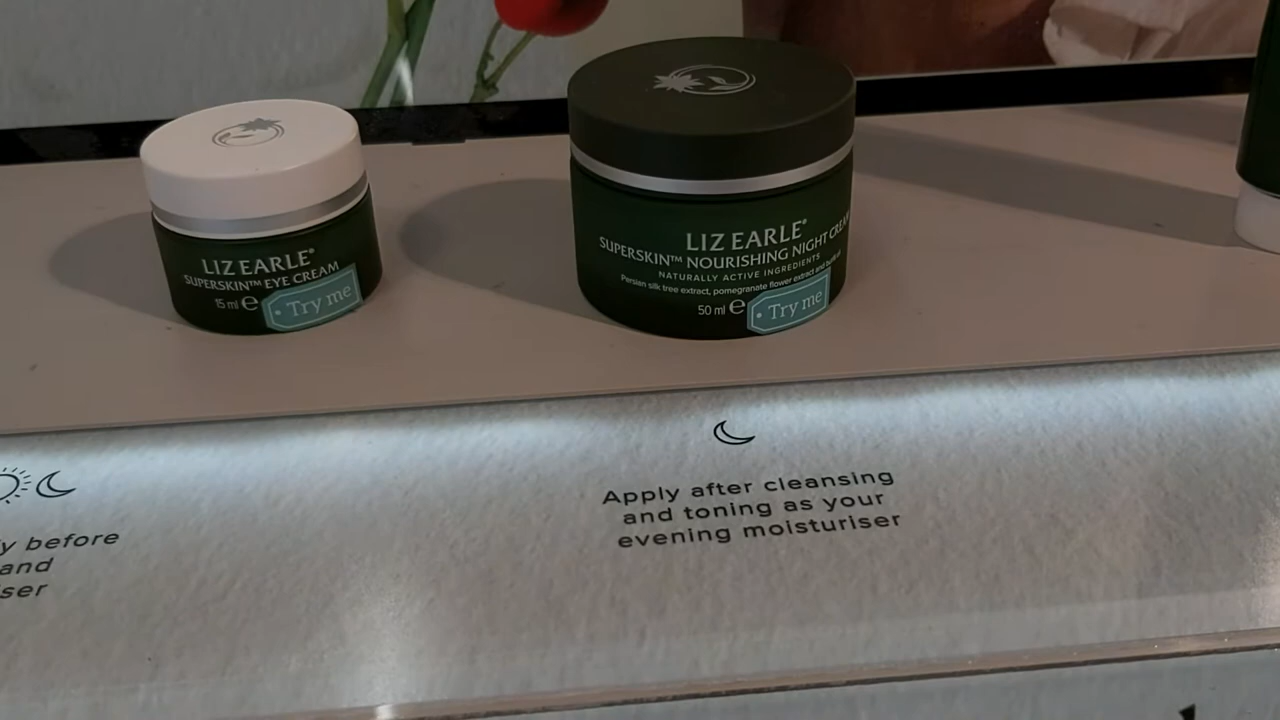 LIZ EARLE®
SUPERSKIN™ EYE CREAM
15 ml e
Try me
LIZ EARLE®
SUPERSKIN™ NOURISHING NIGHT CREAM
NATURALLY ACTIVE INGREDIENTS
Persian silk tree extract, pomegranate flower extract and
50 ml e
Try me
before
and
Apply after cleansing
and toning as your
evening moisturiser